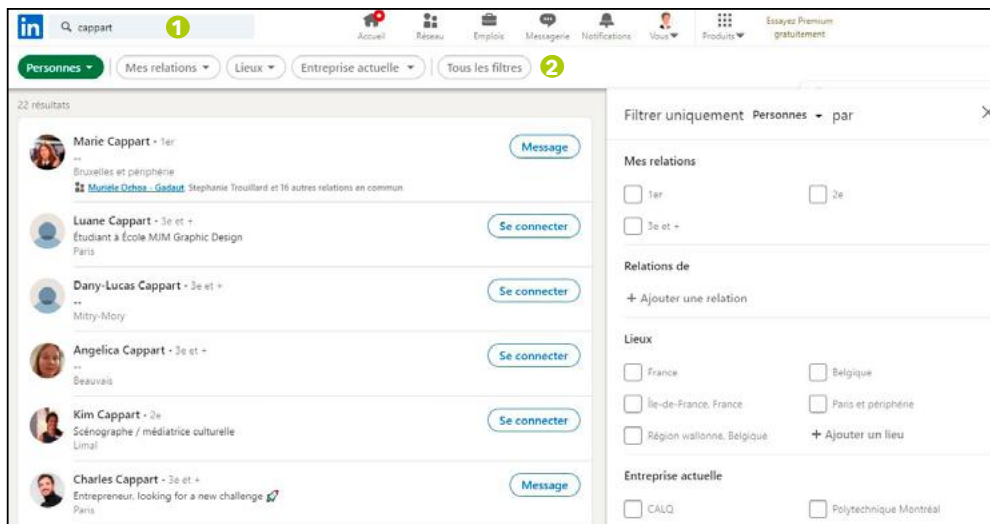 in cappart 1
Accueil Réseau Emplois Messagerie Notifications Vous Produits Essayez Premium gratuitement
Personnes Mes relations Lieux Entreprise actuelle Tous les filtres 2
22 résultats
Marie Cappart • 1er
--
Bruxelles et périphérie
Muriele Ochoa - Gadaut, Stephanie Trouillard et 16 autres relations en commun
Message
Luane Cappart • 3e et +
Étudiant à École MJM Graphic Design
Paris
Se connecter
Dany-Lucas Cappart • 3e et +
--
Mitry-Mory
Se connecter
Angelica Cappart • 3e et +
--
Beauvais
Se connecter
Kim Cappart • 2e
Scénographe / médiatrice culturelle
Limal
Se connecter
Charles Cappart • 3e et +
Entrepreneur, looking for a new challenge 🚀
Paris
Message
Filtrer uniquement Personnes par
Mes relations
1er 2e
3e et +
Relations de
+ Ajouter une relation
Lieux
France Belgique
Île-de-France, France Paris et périphérie
Région wallonne, Belgique + Ajouter un lieu
Entreprise actuelle
CALQ Polytechnique Montréal